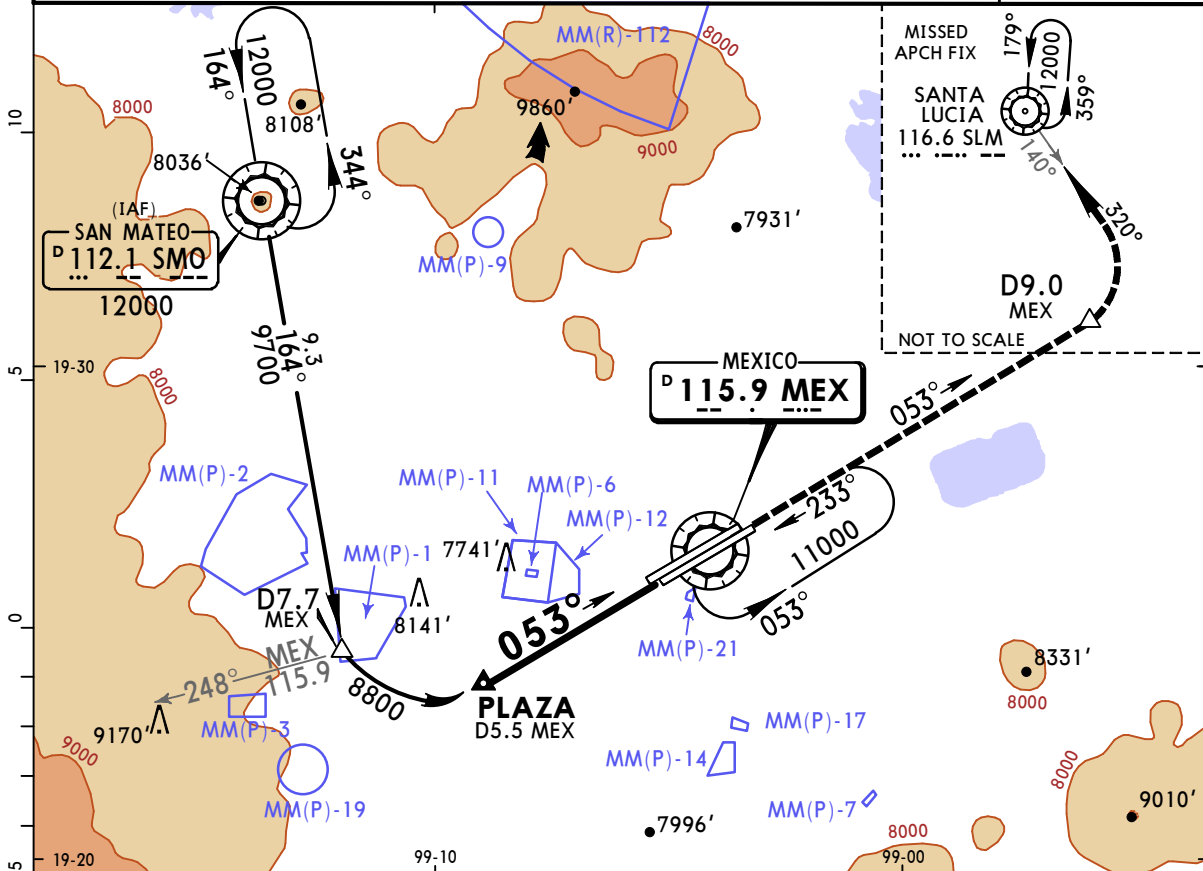 MM(R)-112
8000
9860'
9000
MISSED
APCH FIX
179°
12000
359°
SANTA
LUCIA
116.6 SLM
140°
320°
D9.0
MEX
NOT TO SCALE
164°
12000
8000
8108'
8036'
344°
10
(IAF)
SAN MATEO
D 112.1 SMO
12000
MM(P)-9
7931'
9.3
164°
9700
5
19-30
8000
MEXICO
D 115.9 MEX
053°
MM(P)-2
MM(P)-11
MM(P)-6
MM(P)-12
7741'
MM(P)-1
233°
11000
053°
D7.7
MEX
8141'
0
053°
MM(P)-21
MEX
248°
115.9
8800
PLAZA
D5.5 MEX
8331'
8000
9170'
MM(P)-3
9000
MM(P)-17
MM(P)-14
MM(P)-19
MM(P)-7
8000
9010'
7996'
8000
5
19-20
99-10
99-00